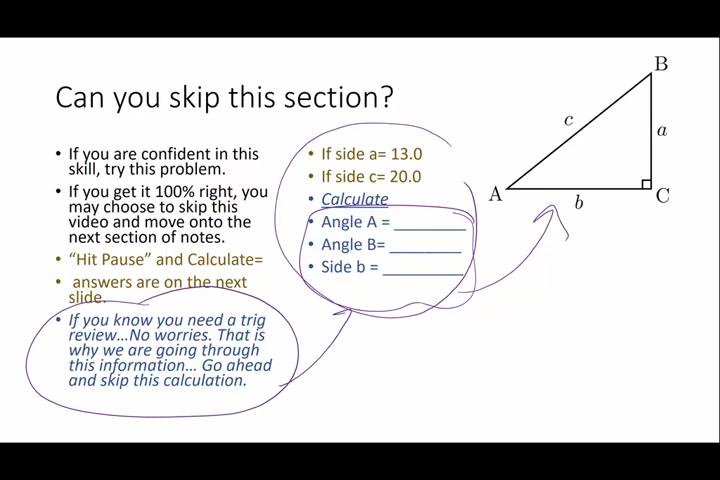 Can you skip this section?
• If you are confident in this
skill, try this problem.
• If you get it 100% right, you
may choose to skip this
video and move onto the
next section of notes.
• “Hit Pause” and Calculate=
• answers are on the next
slide.
• If you know you need a trig
review...No worries. That is
why we are going through
this information... Go ahead
and skip this calculation.
• If side a= 13.0
• If side c= 20.0
• Calculate
• Angle A = ________
• Angle B= ________
• Side b = _________
B
c
a
A
b
C